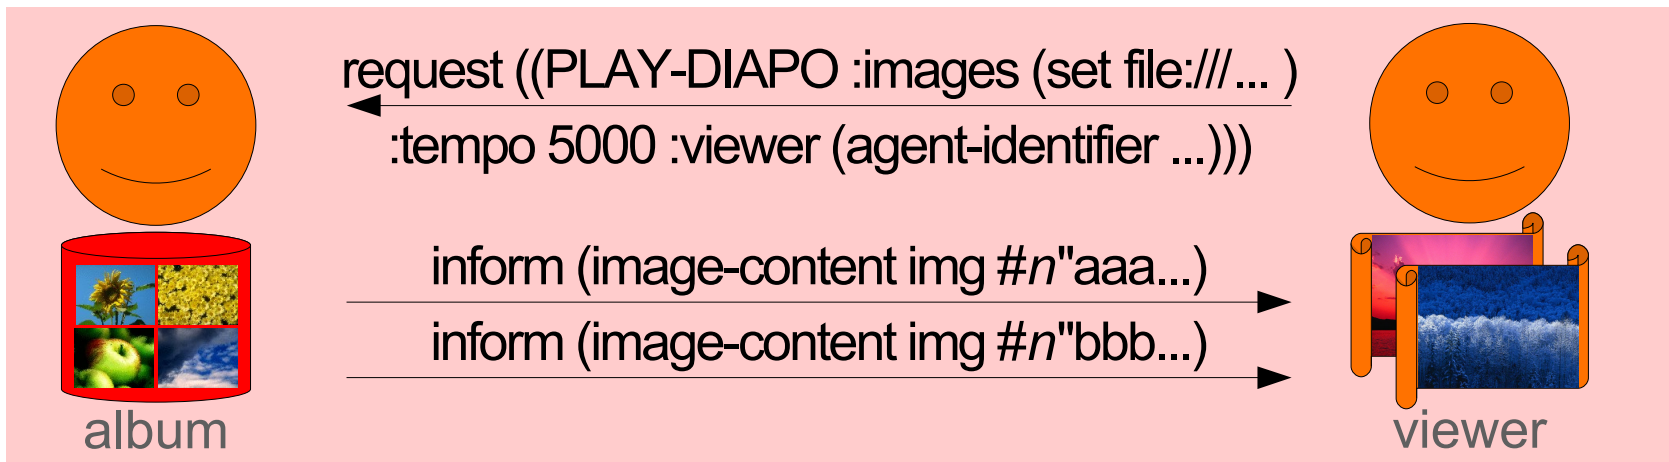 request ((PLAY-DIAPO :images (set file:///... )
:tempo 5000 :viewer (agent-identifier ...)))
inform (image-content img #n"aaa...)
inform (image-content img #n"bbb...)
album
viewer